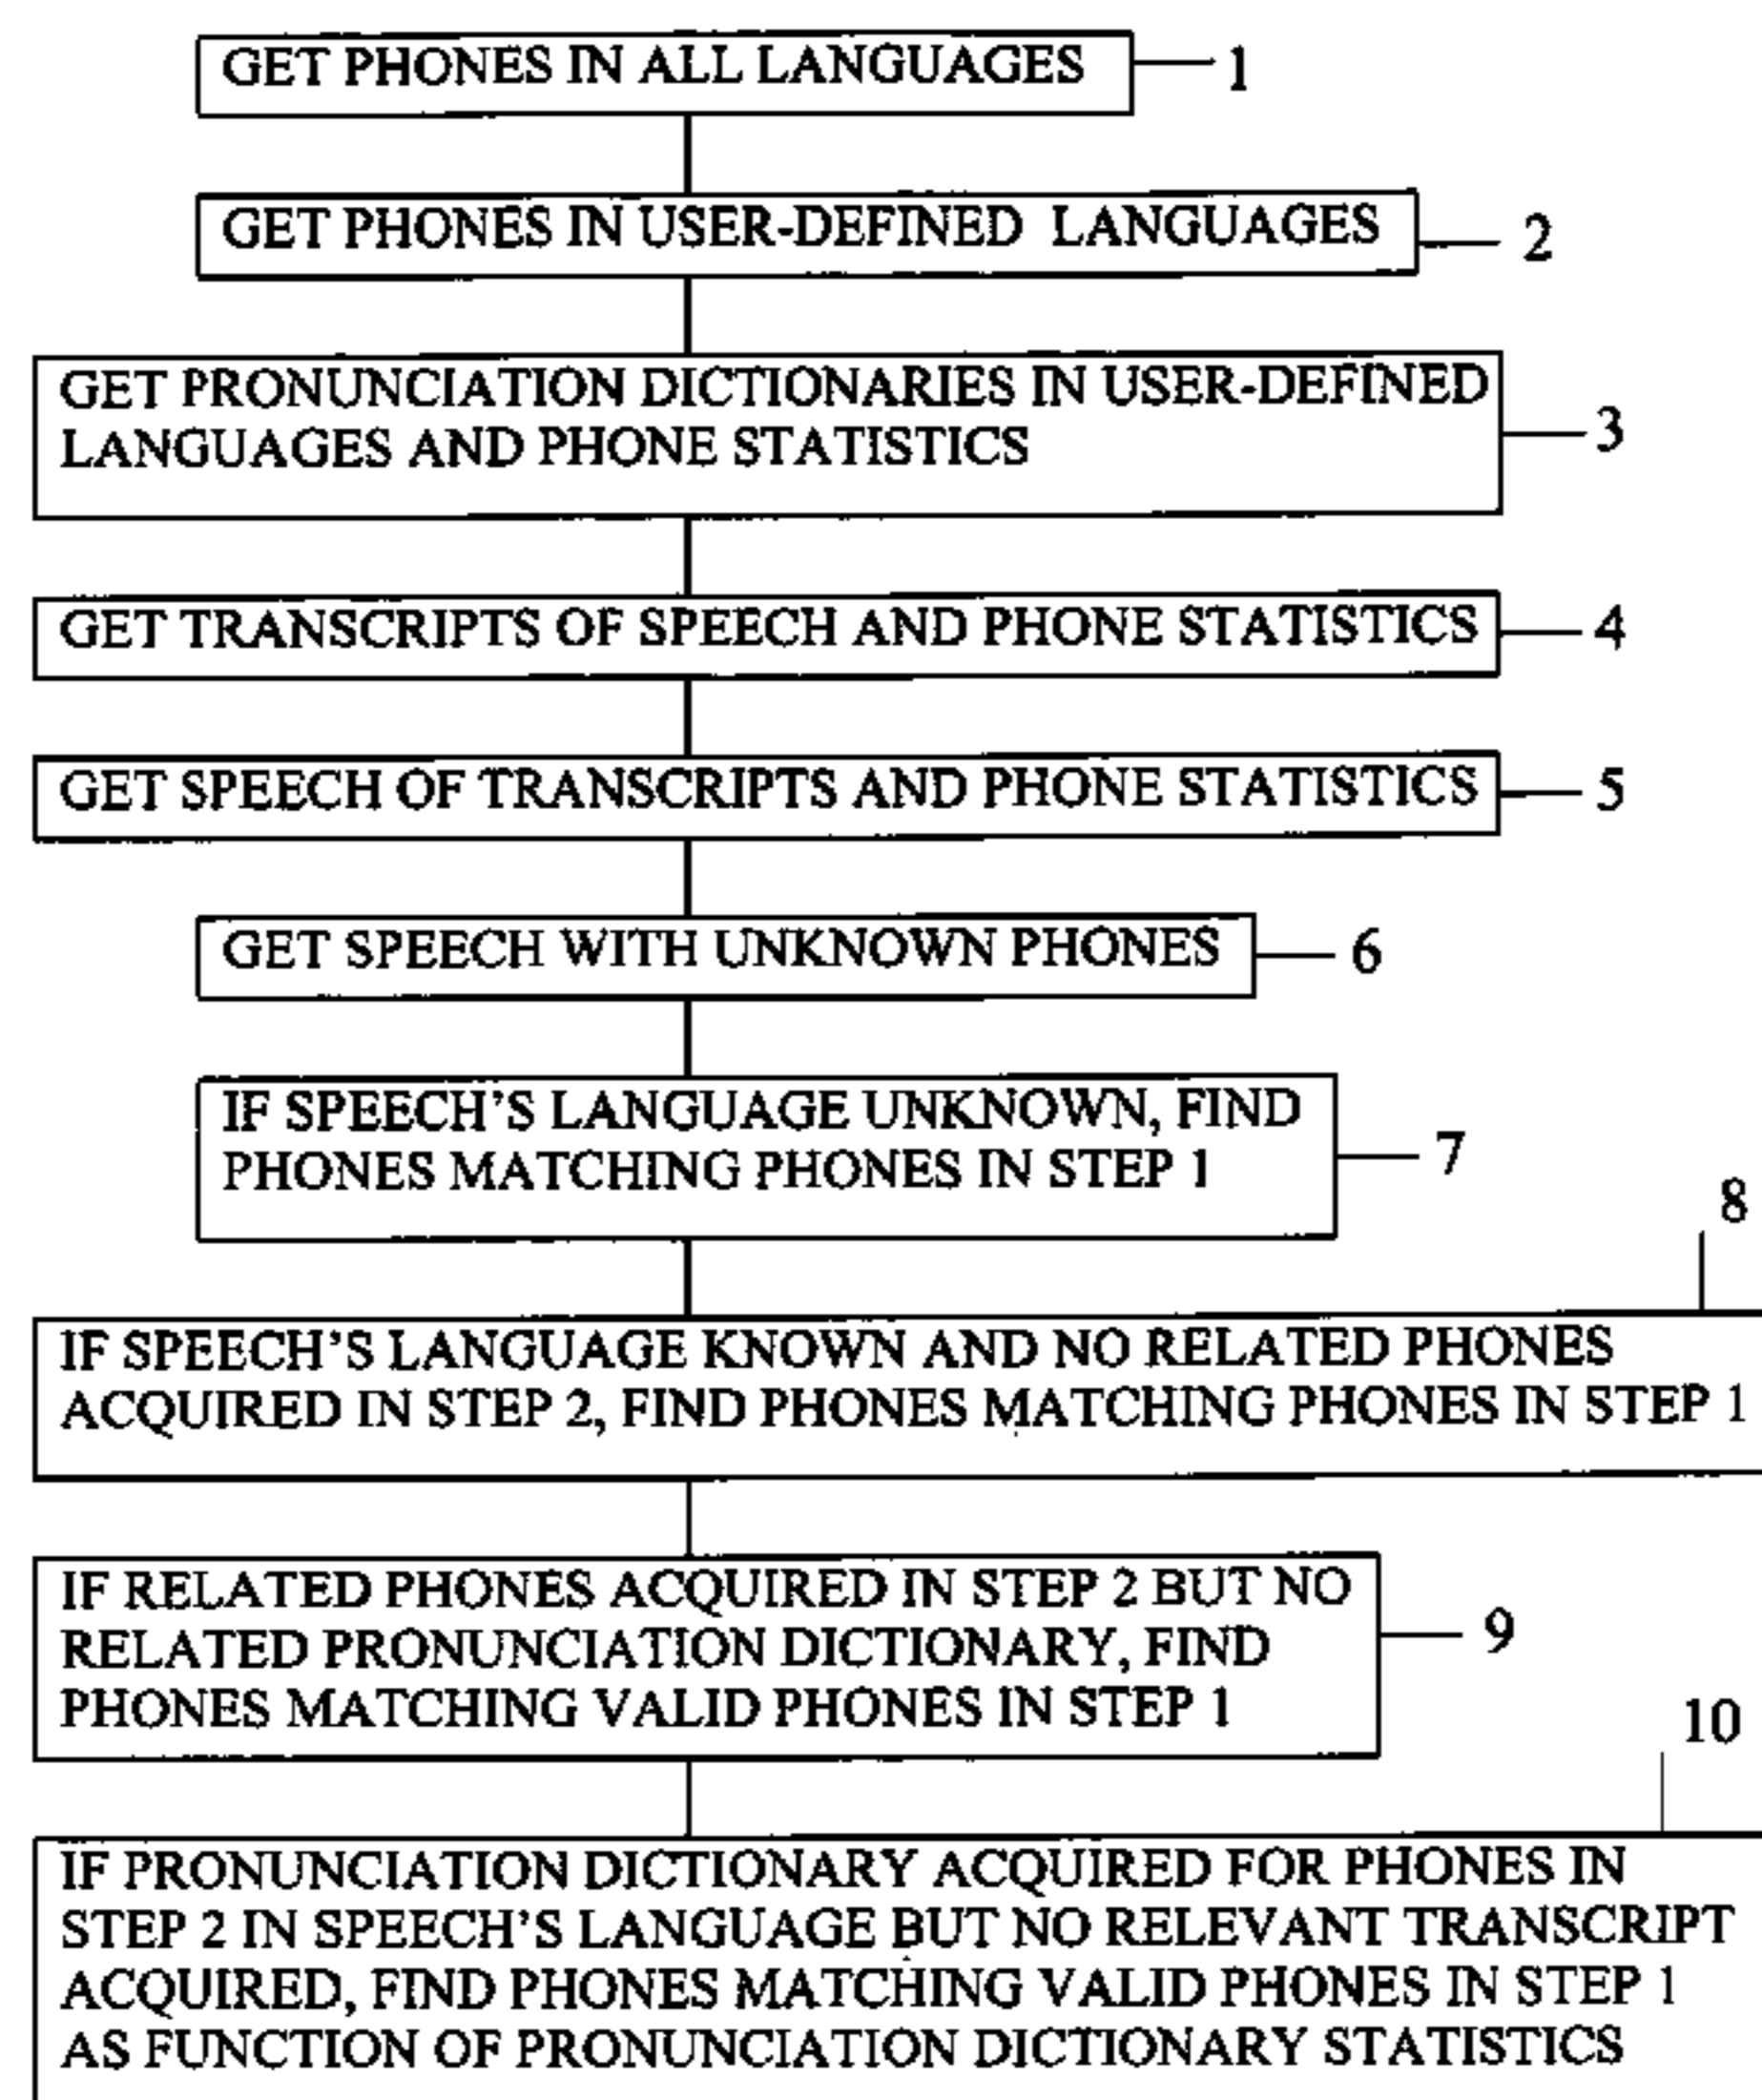 GET PHONES IN ALL LANGUAGES
1
GET PHONES IN USER-DEFINED LANGUAGES
2
GET PRONUNCIATION DICTIONARIES IN USER-DEFINED
LANGUAGES AND PHONE STATISTICS
3
GET TRANSCRIPTS OF SPEECH AND PHONE STATISTICS
4
GET SPEECH OF TRANSCRIPTS AND PHONE STATISTICS
5
GET SPEECH WITH UNKNOWN PHONES
6
IF SPEECH'S LANGUAGE UNKNOWN, FIND
PHONES MATCHING PHONES IN STEP 1
7
8
IF SPEECH'S LANGUAGE KNOWN AND NO RELATED PHONES
ACQUIRED IN STEP 2, FIND PHONES MATCHING PHONES IN STEP 1
IF RELATED PHONES ACQUIRED IN STEP 2 BUT NO
RELATED PRONUNCIATION DICTIONARY, FIND
PHONES MATCHING VALID PHONES IN STEP 1
9
10
IF PRONUNCIATION DICTIONARY ACQUIRED FOR PHONES IN
STEP 2 IN SPEECH'S LANGUAGE BUT NO RELEVANT TRANSCRIPT
ACQUIRED, FIND PHONES MATCHING VALID PHONES IN STEP 1
AS FUNCTION OF PRONUNCIATION DICTIONARY STATISTICS